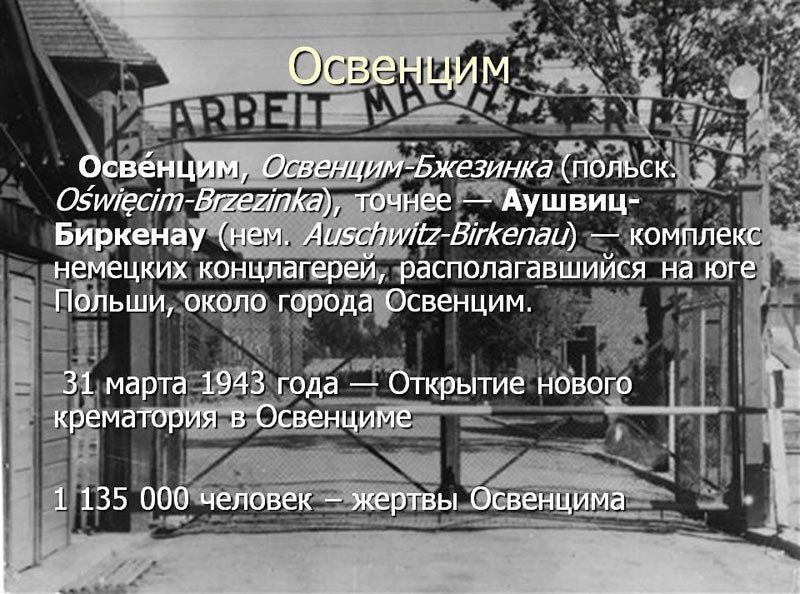 Освенцим
ARBEIT MACHT FREI
Осве́нцим, Освенцим-Бжезинка (польск.
Oświęcim-Brzezinka), точнее — Аушвиц-
Биркенау (нем. Auschwitz-Birkenau) — комплекс
немецких концлагерей, располагавшийся на юге
Польши, около города Освенцим.
31 марта 1943 года — Открытие нового
крематория в Освенциме
1 135 000 человек – жертвы Освенцима